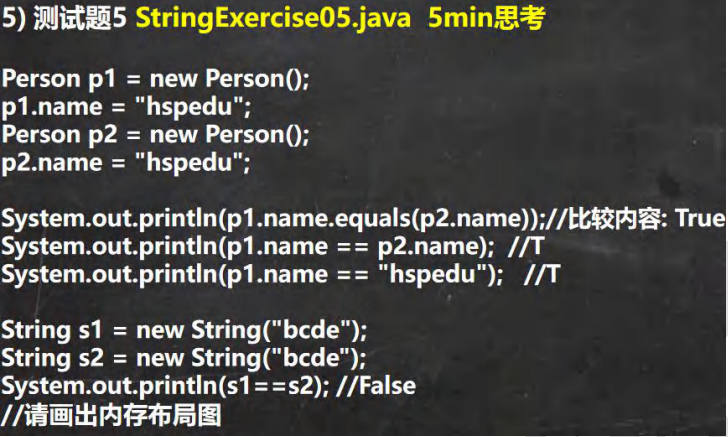 5) 测试题5 StringExercise05.java 5min思考
Person p1 = new Person();
p1.name = "hspedu";
Person p2 = new Person();
p2.name = "hspedu";
System.out.println(p1.name.equals(p2.name));//比较内容: True
System.out.println(p1.name == p2.name); //T
System.out.println(p1.name == "hspedu"); //T
String s1 = new String("bcde");
String s2 = new String("bcde");
System.out.println(s1==s2); //False
//请画出内存布局图